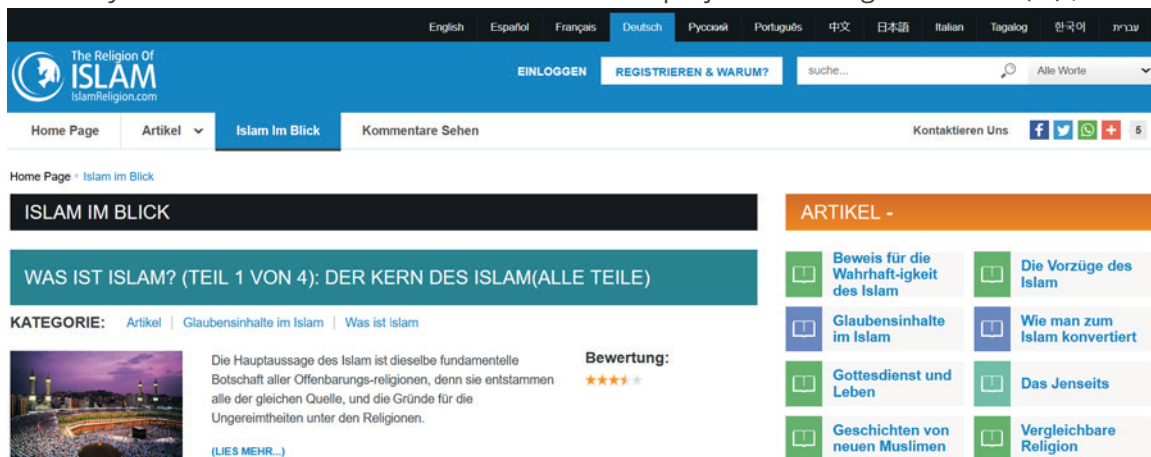 English Español Français Deutsch Русский Português 中文 日本語 Italian Tagalog 한국어 עברית
The Religion Of
ISLAM
IslamReligion.com
EINLOGGEN REGISTRIEREN & WARUM? suche... Alle Worte
Home Page Artikel Islam Im Blick Kommentare Sehen Kontaktieren Uns 5
Home Page Islam im Blick
ISLAM IM BLICK
WAS IST ISLAM? (TEIL 1 VON 4): DER KERN DES ISLAM(ALLE TEILE)
KATEGORIE: Artikel | Glaubensinhalte im Islam | Was ist Islam
Die Hauptaussage des Islam ist dieselbe fundamentelle
Botschaft aller Offenbarungs-religionen, denn sie entstammen
alle der gleichen Quelle, und die Gründe für die
Ungereimtheiten unter den Religionen.
(LIES MEHR...)
Bewertung:
ARTIKEL -
Beweis für die
Wahrhaft-igkeit
des Islam
Die Vorzüge des
Islam
Glaubensinhalte
im Islam
Wie man zum
Islam konvertiert
Gottesdienst und
Leben
Das Jenseits
Geschichten von
neuen Muslimen
Vergleichbare
Religion